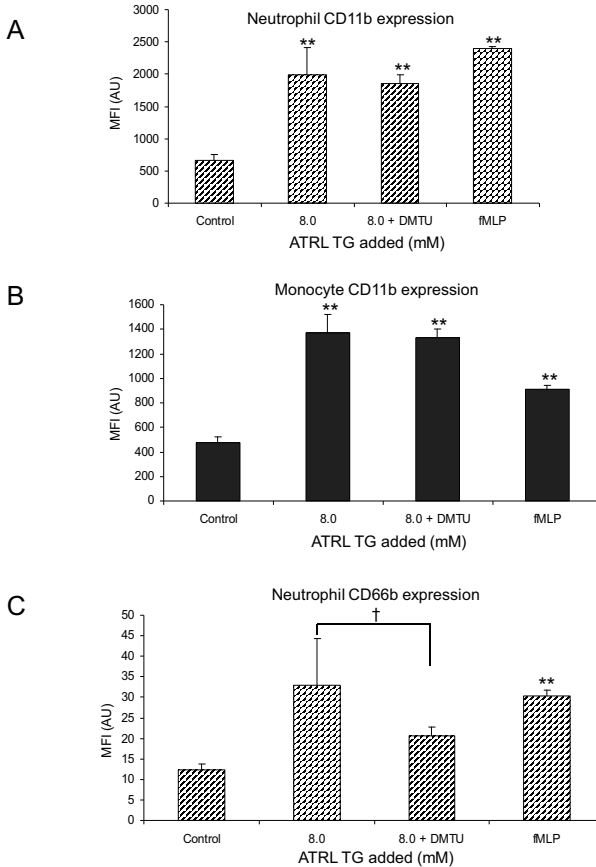 A
Neutrophil CD11b expression
MFI (AU)
3000
2500
2000
1500
1000
500
0
**
**
**
Control
8.0
8.0 + DMTU
fMLP
ATRL TG added (mM)
B
Monocyte CD11b expression
MFI (AU)
1600
1400
1200
1000
800
600
400
200
0
**
**
**
Control
8.0
8.0 + DMTU
fMLP
ATRL TG added (mM)
C
Neutrophil CD66b expression
MFI (AU)
50
45
40
35
30
25
20
15
10
5
0
†
**
Control
8.0
8.0 + DMTU
fMLP
ATRL TG added (mM)